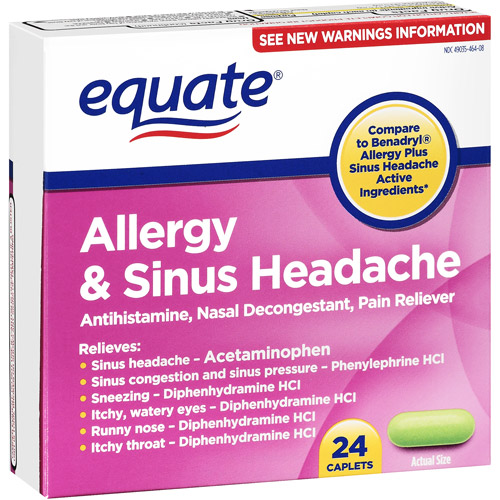 SEE NEW WARNINGS INFORMATION
NDC 49035-464-08
equate®
Compare
to Benadryl®
Allergy Plus
Sinus Headache
Active
Ingredients*
Allergy
& Sinus Headache
Antihistamine, Nasal Decongestant, Pain Reliever
Relieves:
• Sinus headache – Acetaminophen
• Sinus congestion and sinus pressure – Phenylephrine HCl
• Sneezing – Diphenhydramine HCl
• Itchy, watery eyes – Diphenhydramine HCl
• Runny nose – Diphenhydramine HCl
• Itchy throat – Diphenhydramine HCl
24
CAPLETS
Actual Size